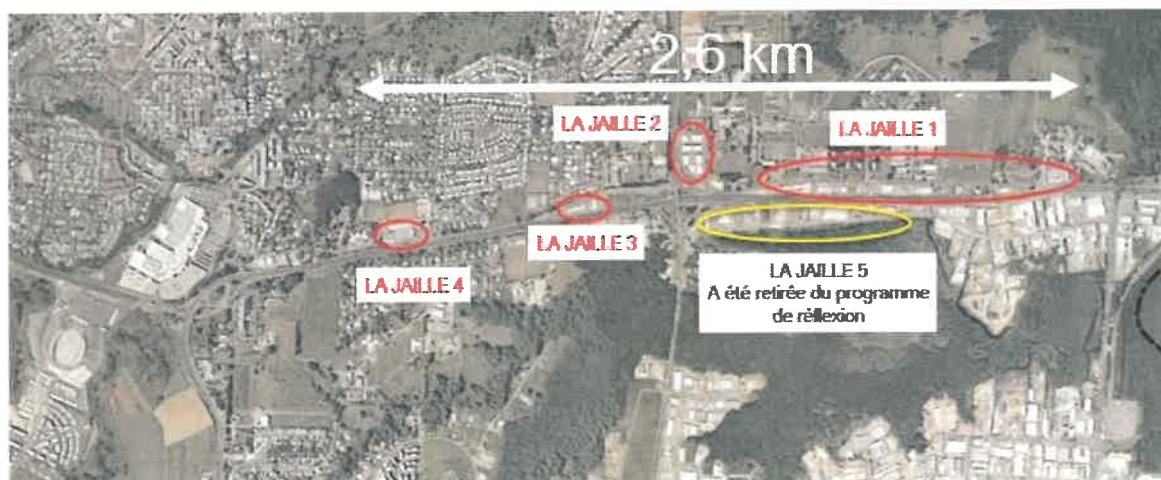 2,6 km
LA JAILLE 2
LA JAILLE 1
LA JAILLE 3
LA JAILLE 4
LA JAILLE 5
A été retirée du programme
de réflexion